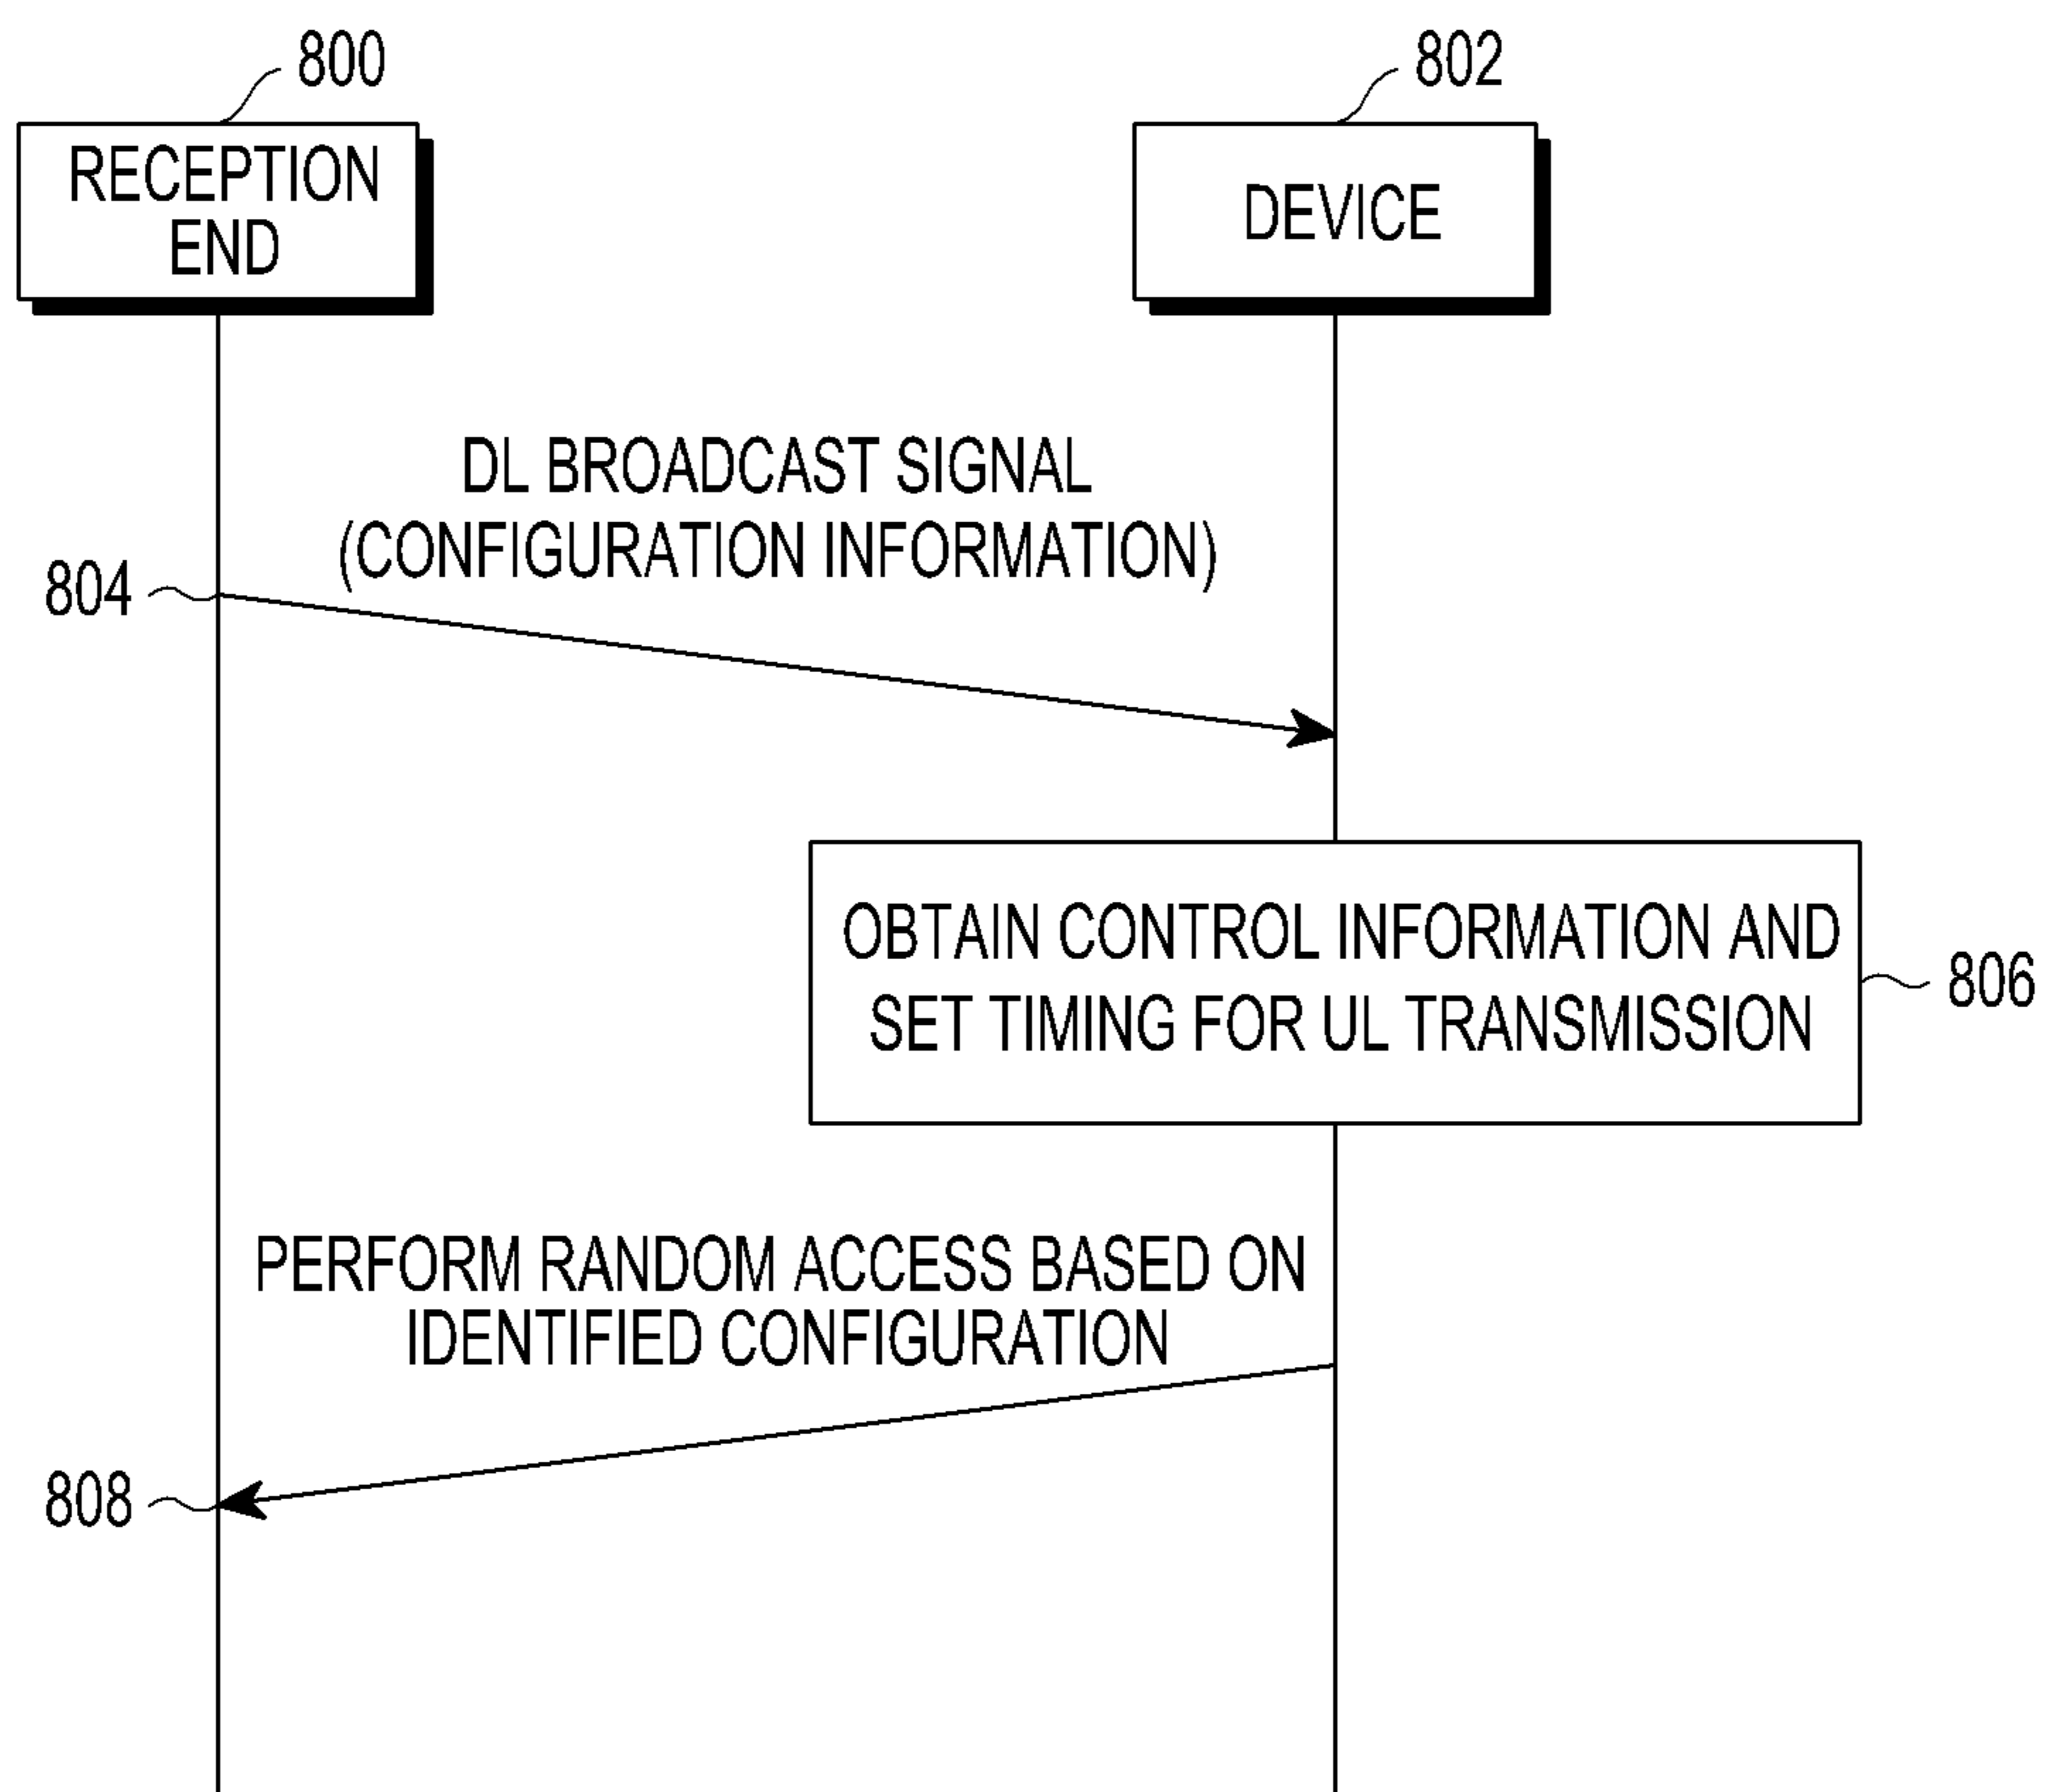 800
802
RECEPTION
END
DEVICE
DL BROADCAST SIGNAL
(CONFIGURATION INFORMATION)
804
OBTAIN CONTROL INFORMATION AND
SET TIMING FOR UL TRANSMISSION
806
PERFORM RANDOM ACCESS BASED ON
IDENTIFIED CONFIGURATION
808